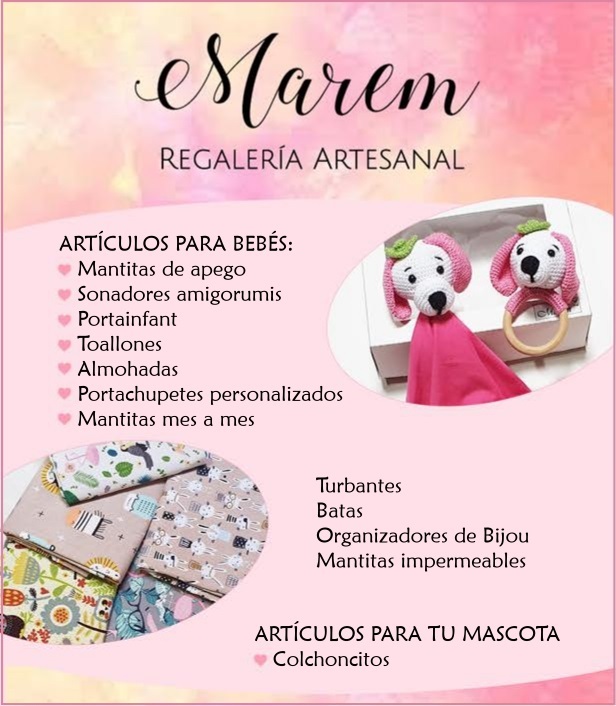 Marem
REGALERÍA ARTESANAL
ARTÍCULOS PARA BEBÉS:
Mantitas de apego
Sonadores amigorumis
Portainfant
Toallones
Almohadas
Portachupetes personalizados
Mantitas mes a mes
Turbantes
Batas
Organizadores de Bijou
Mantitas impermeables
ARTÍCULOS PARA TU MASCOTA
Colchoncitos